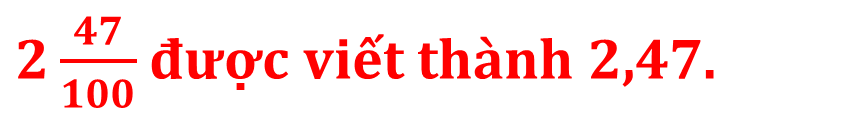 2 47/100 được viết thành 2,47.